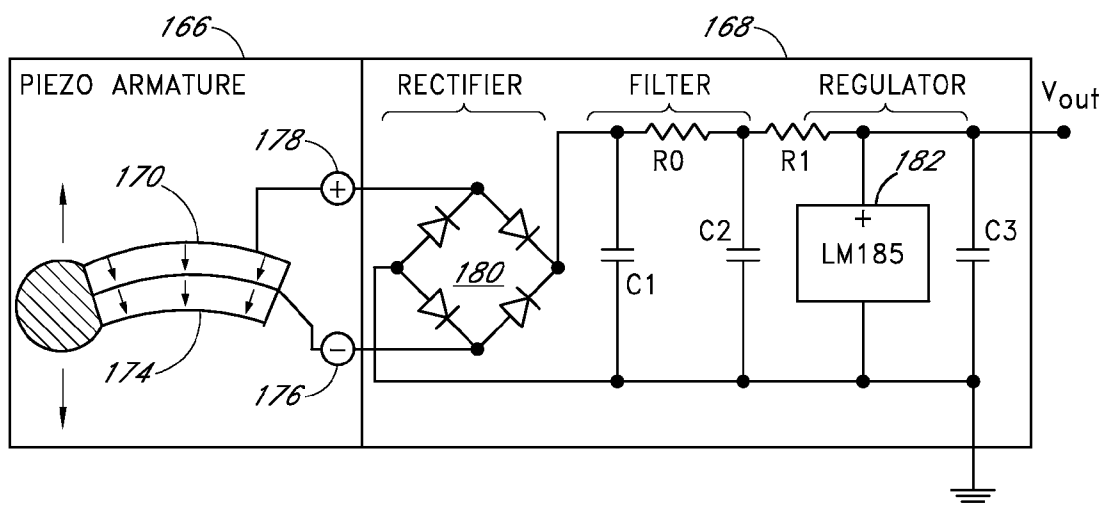 166
168
PIEZO ARMATURE
RECTIFIER
FILTER
REGULATOR
Vout
178
+
170
R0
R1
182
+
LM185
C1
C2
C3
180
174
−
176